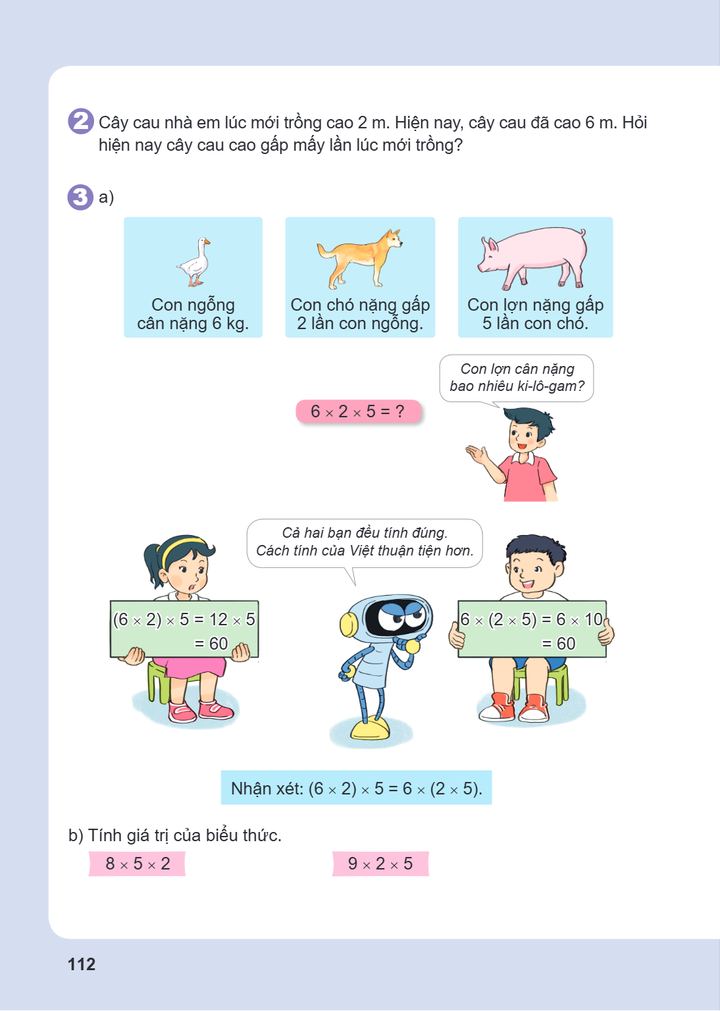 2 Cây cau nhà em lúc mới trồng cao 2 m. Hiện nay, cây cau đã cao 6 m. Hỏi
hiện nay cây cau cao gấp mấy lần lúc mới trồng?
3 a)
Con ngỗng
cân nặng 6 kg.
Con chó nặng gấp
2 lần con ngỗng.
Con lợn nặng gấp
5 lần con chó.
Con lợn cân nặng
bao nhiêu ki-lô-gam?
6 × 2 × 5 = ?
Cả hai bạn đều tính đúng.
Cách tính của Việt thuận tiện hơn.
(6 × 2) × 5 = 12 × 5
= 60
6 × (2 × 5) = 6 × 10
= 60
Nhận xét: (6 × 2) × 5 = 6 × (2 × 5).
b) Tính giá trị của biểu thức.
8 × 5 × 2
9 × 2 × 5
112